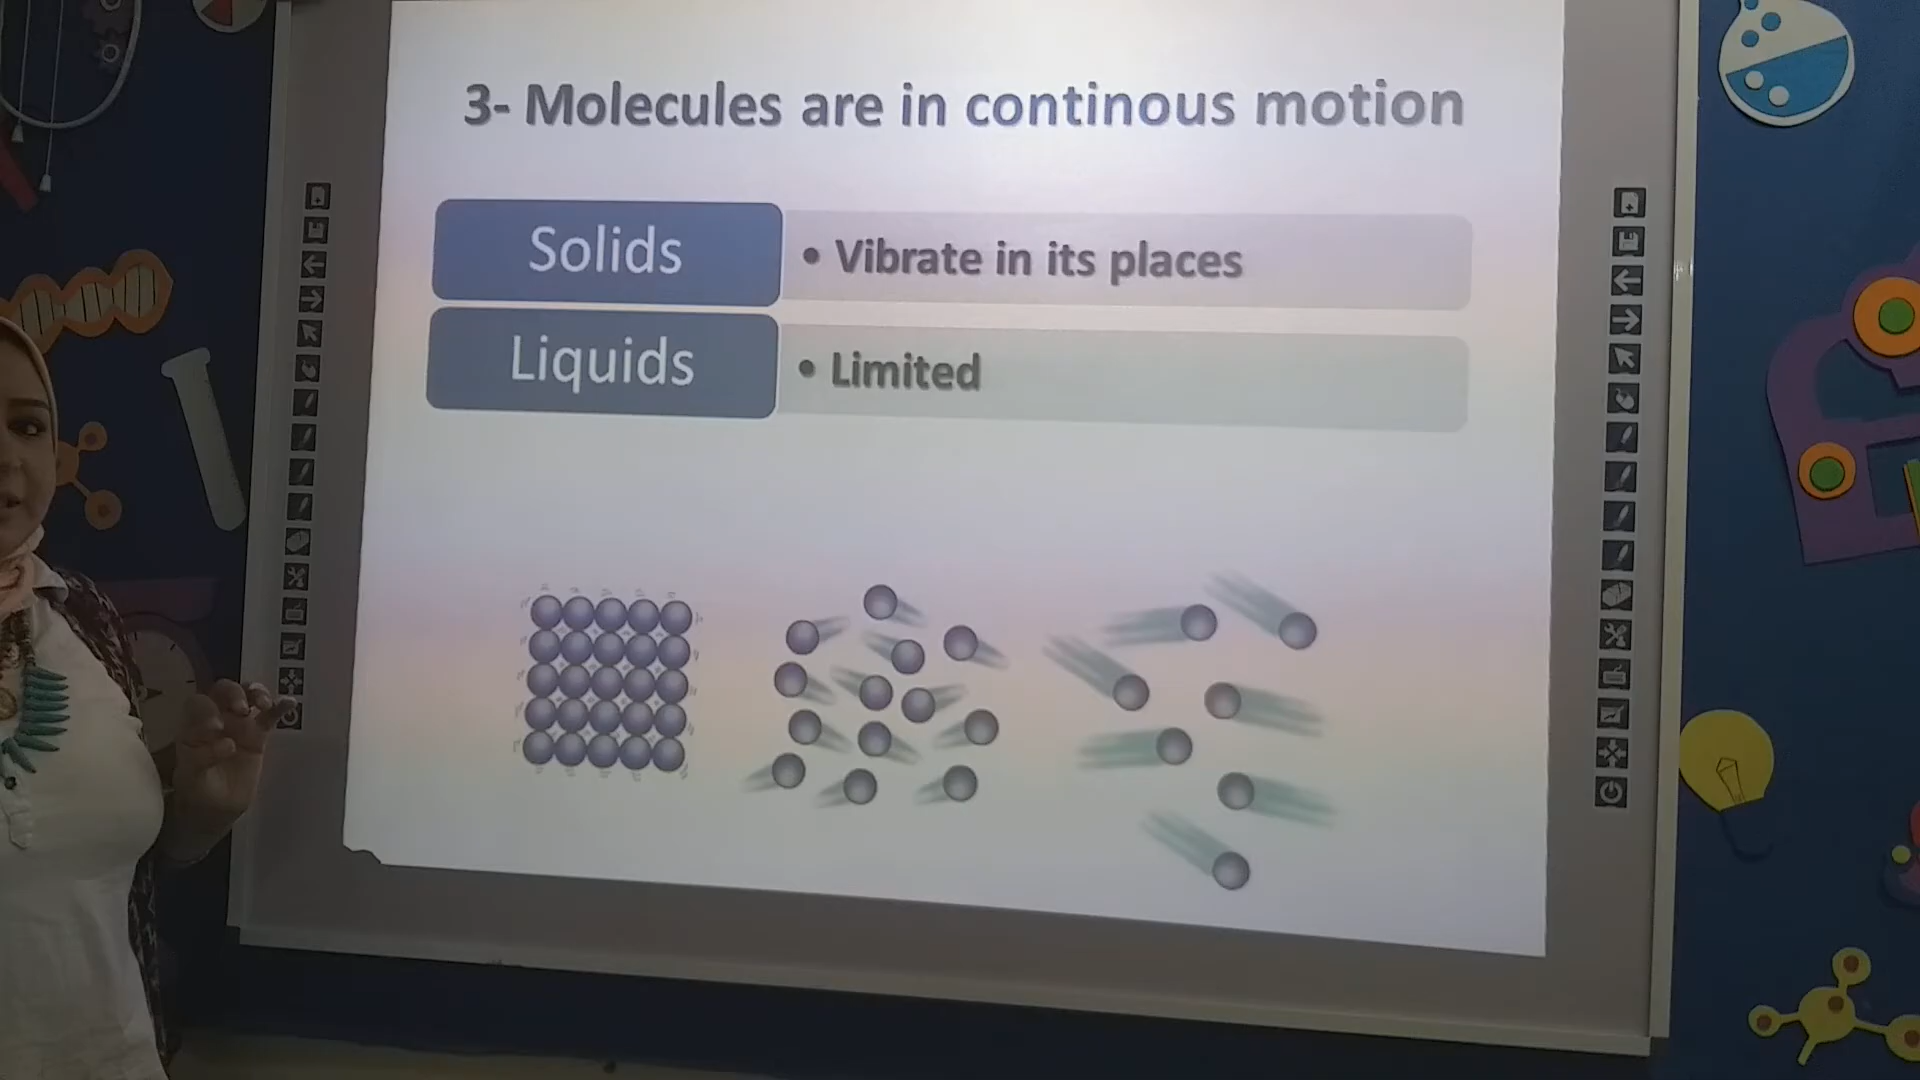 3- Molecules are in continous motion
Solids
• Vibrate in its places
Liquids
• Limited